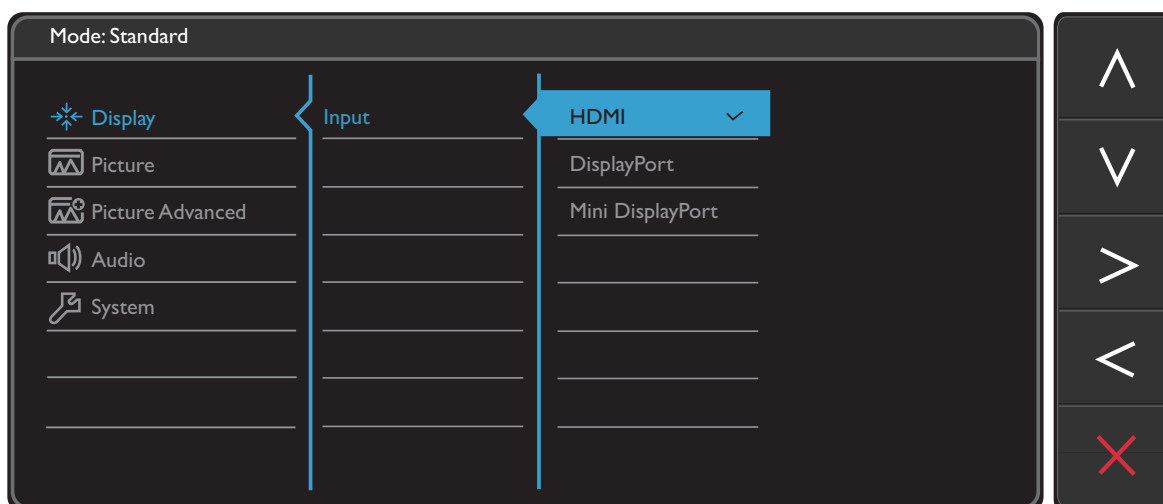 Mode: Standard
Display
Input
HDMI
Picture
DisplayPort
Picture Advanced
Mini DisplayPort
Audio
System